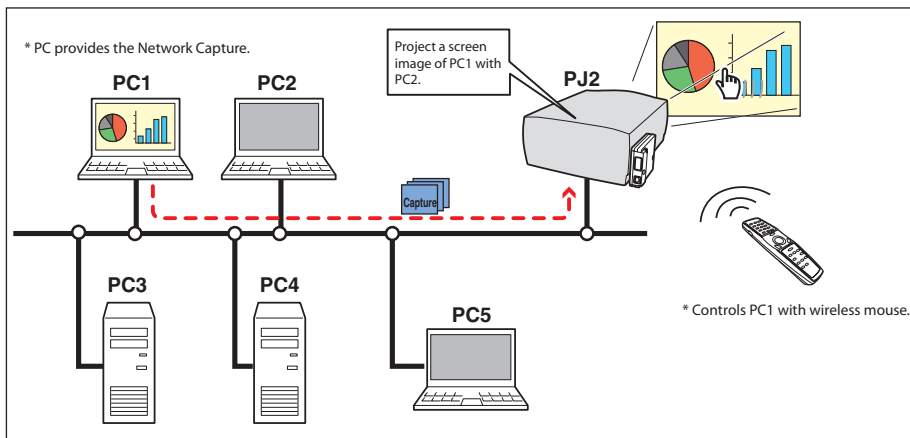 * PC provides the Network Capture.
Project a screen
image of PC1 with
PC2.
PC1
PC2
PJ2
Capture
PC3
PC4
PC5
* Controls PC1 with wireless mouse.